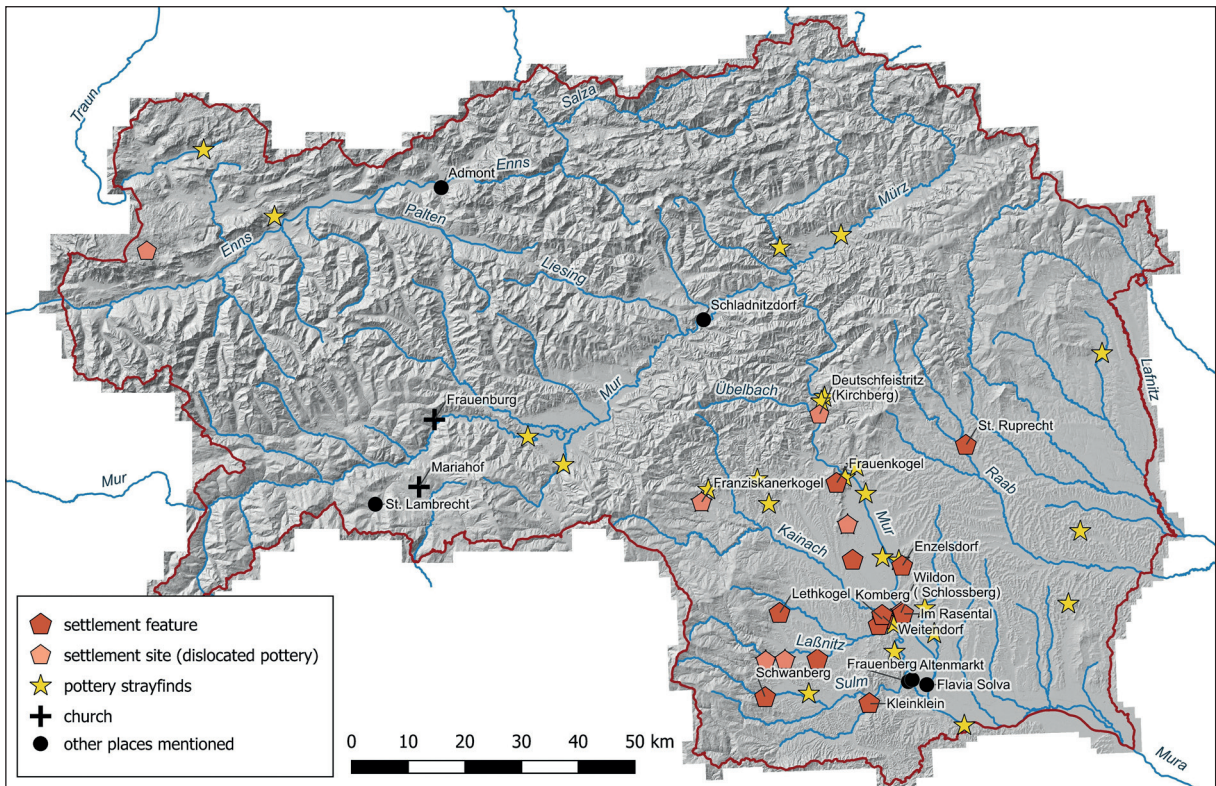 Traun
Salza
Enns
Admont
Palten
Enns
Mürz
Liesing
Schladnitzdorf
Lafnitz
Mur
Übelbach
Deutschfeistritz
(Kirchberg)
Frauenburg
St. Ruprecht
Mariahof
Mur
Frauenkogel
Raab
Franziskanerkogel
St. Lambrecht
Mur
Kainach
Enzelsdorf
Wildon
(Schlossberg)
Lethkogel
Komberg
Im Rasental
Weitendorf
Laßnitz
Frauenberg
Altenmarkt
Schwanberg
Sulm
Flavia Solva
Kleinklein
Mura
settlement feature
settlement site (dislocated pottery)
pottery strayfinds
church
other places mentioned
0 10 20 30 40 50 km